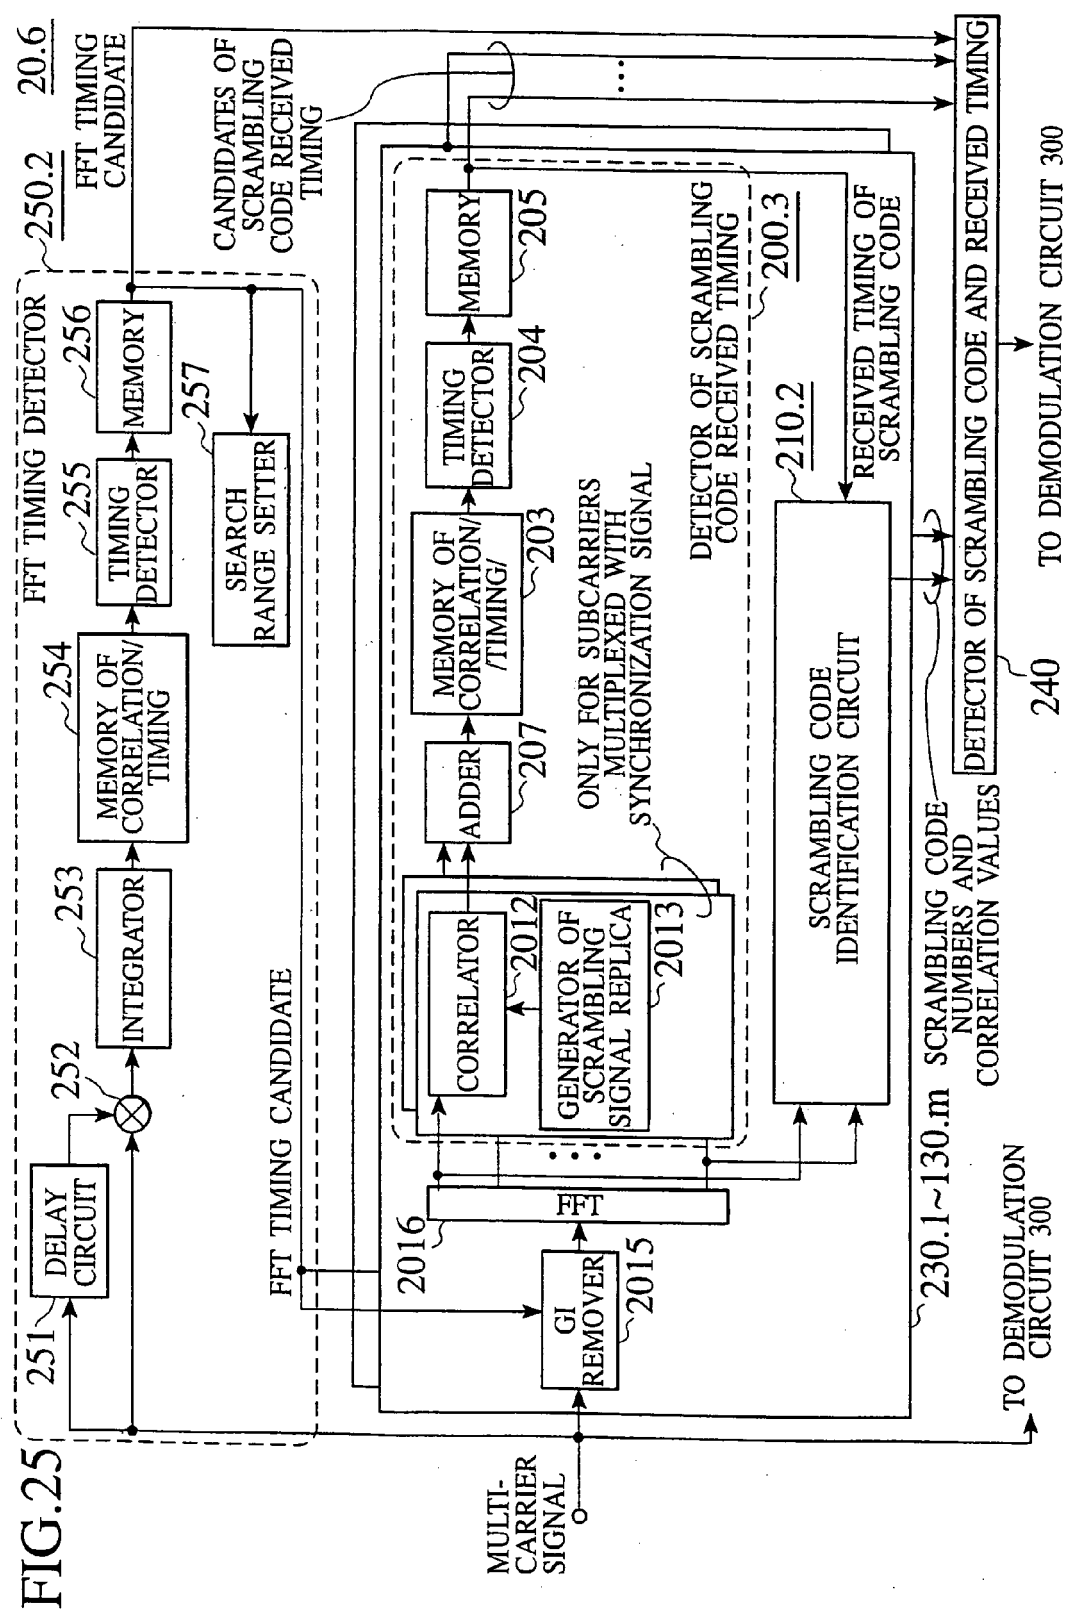 FIG.25
250.2
20.6
FFT TIMING DETECTOR
FFT TIMING
CANDIDATE
251
DELAY
CIRCUIT
252
253
INTEGRATOR
254
MEMORY OF
CORRELATION/
TIMING
255
TIMING
DETECTOR
256
MEMORY
257
SEARCH
RANGE SETTER
CANDIDATES OF
SCRAMBLING
CODE RECEIVED
TIMING
FFT TIMING CANDIDATE
MULTI-
CARRIER
SIGNAL
GI
REMOVER
2015
2016
FFT
CORRELATOR
2012
GENERATOR OF
SCRAMBLING
SIGNAL REPLICA
2013
ADDER
207
MEMORY OF
CORRELATION/
/TIMING/
203
TIMING
DETECTOR
204
MEMORY
205
ONLY FOR SUBCARRIERS
MULTIPLEXED WITH
SYNCHRONIZATION SIGNAL
DETECTOR OF SCRAMBLING
CODE RECEIVED TIMING
200.3
210.2
SCRAMBLING CODE
IDENTIFICATION CIRCUIT
RECEIVED TIMING OF
SCRAMBLING CODE
230.1~130.m
SCRAMBLING CODE
NUMBERS AND
CORRELATION VALUES
DETECTOR OF SCRAMBLING CODE AND RECEIVED TIMING
240
TO DEMODULATION
CIRCUIT 300
TO DEMODULATION CIRCUIT 300